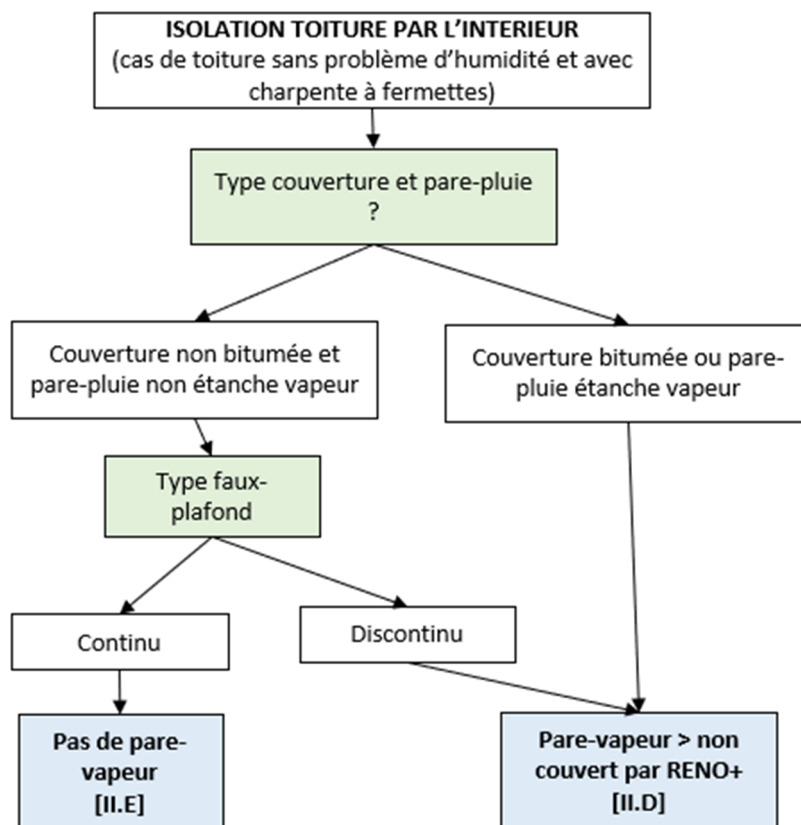 ISOLATION TOITURE PAR L'INTERIEUR
(cas de toiture sans problème d'humidité et avec
charpente à fermettes)
Type couverture et pare-pluie
?
Couverture non bitumée et
pare-pluie non étanche vapeur
Couverture bitumée ou pare-
pluie étanche vapeur
Type faux-
plafond
Continu
Discontinu
Pas de pare-
vapeur
[II.E]
Pare-vapeur > non
couvert par RENO+
[II.D]